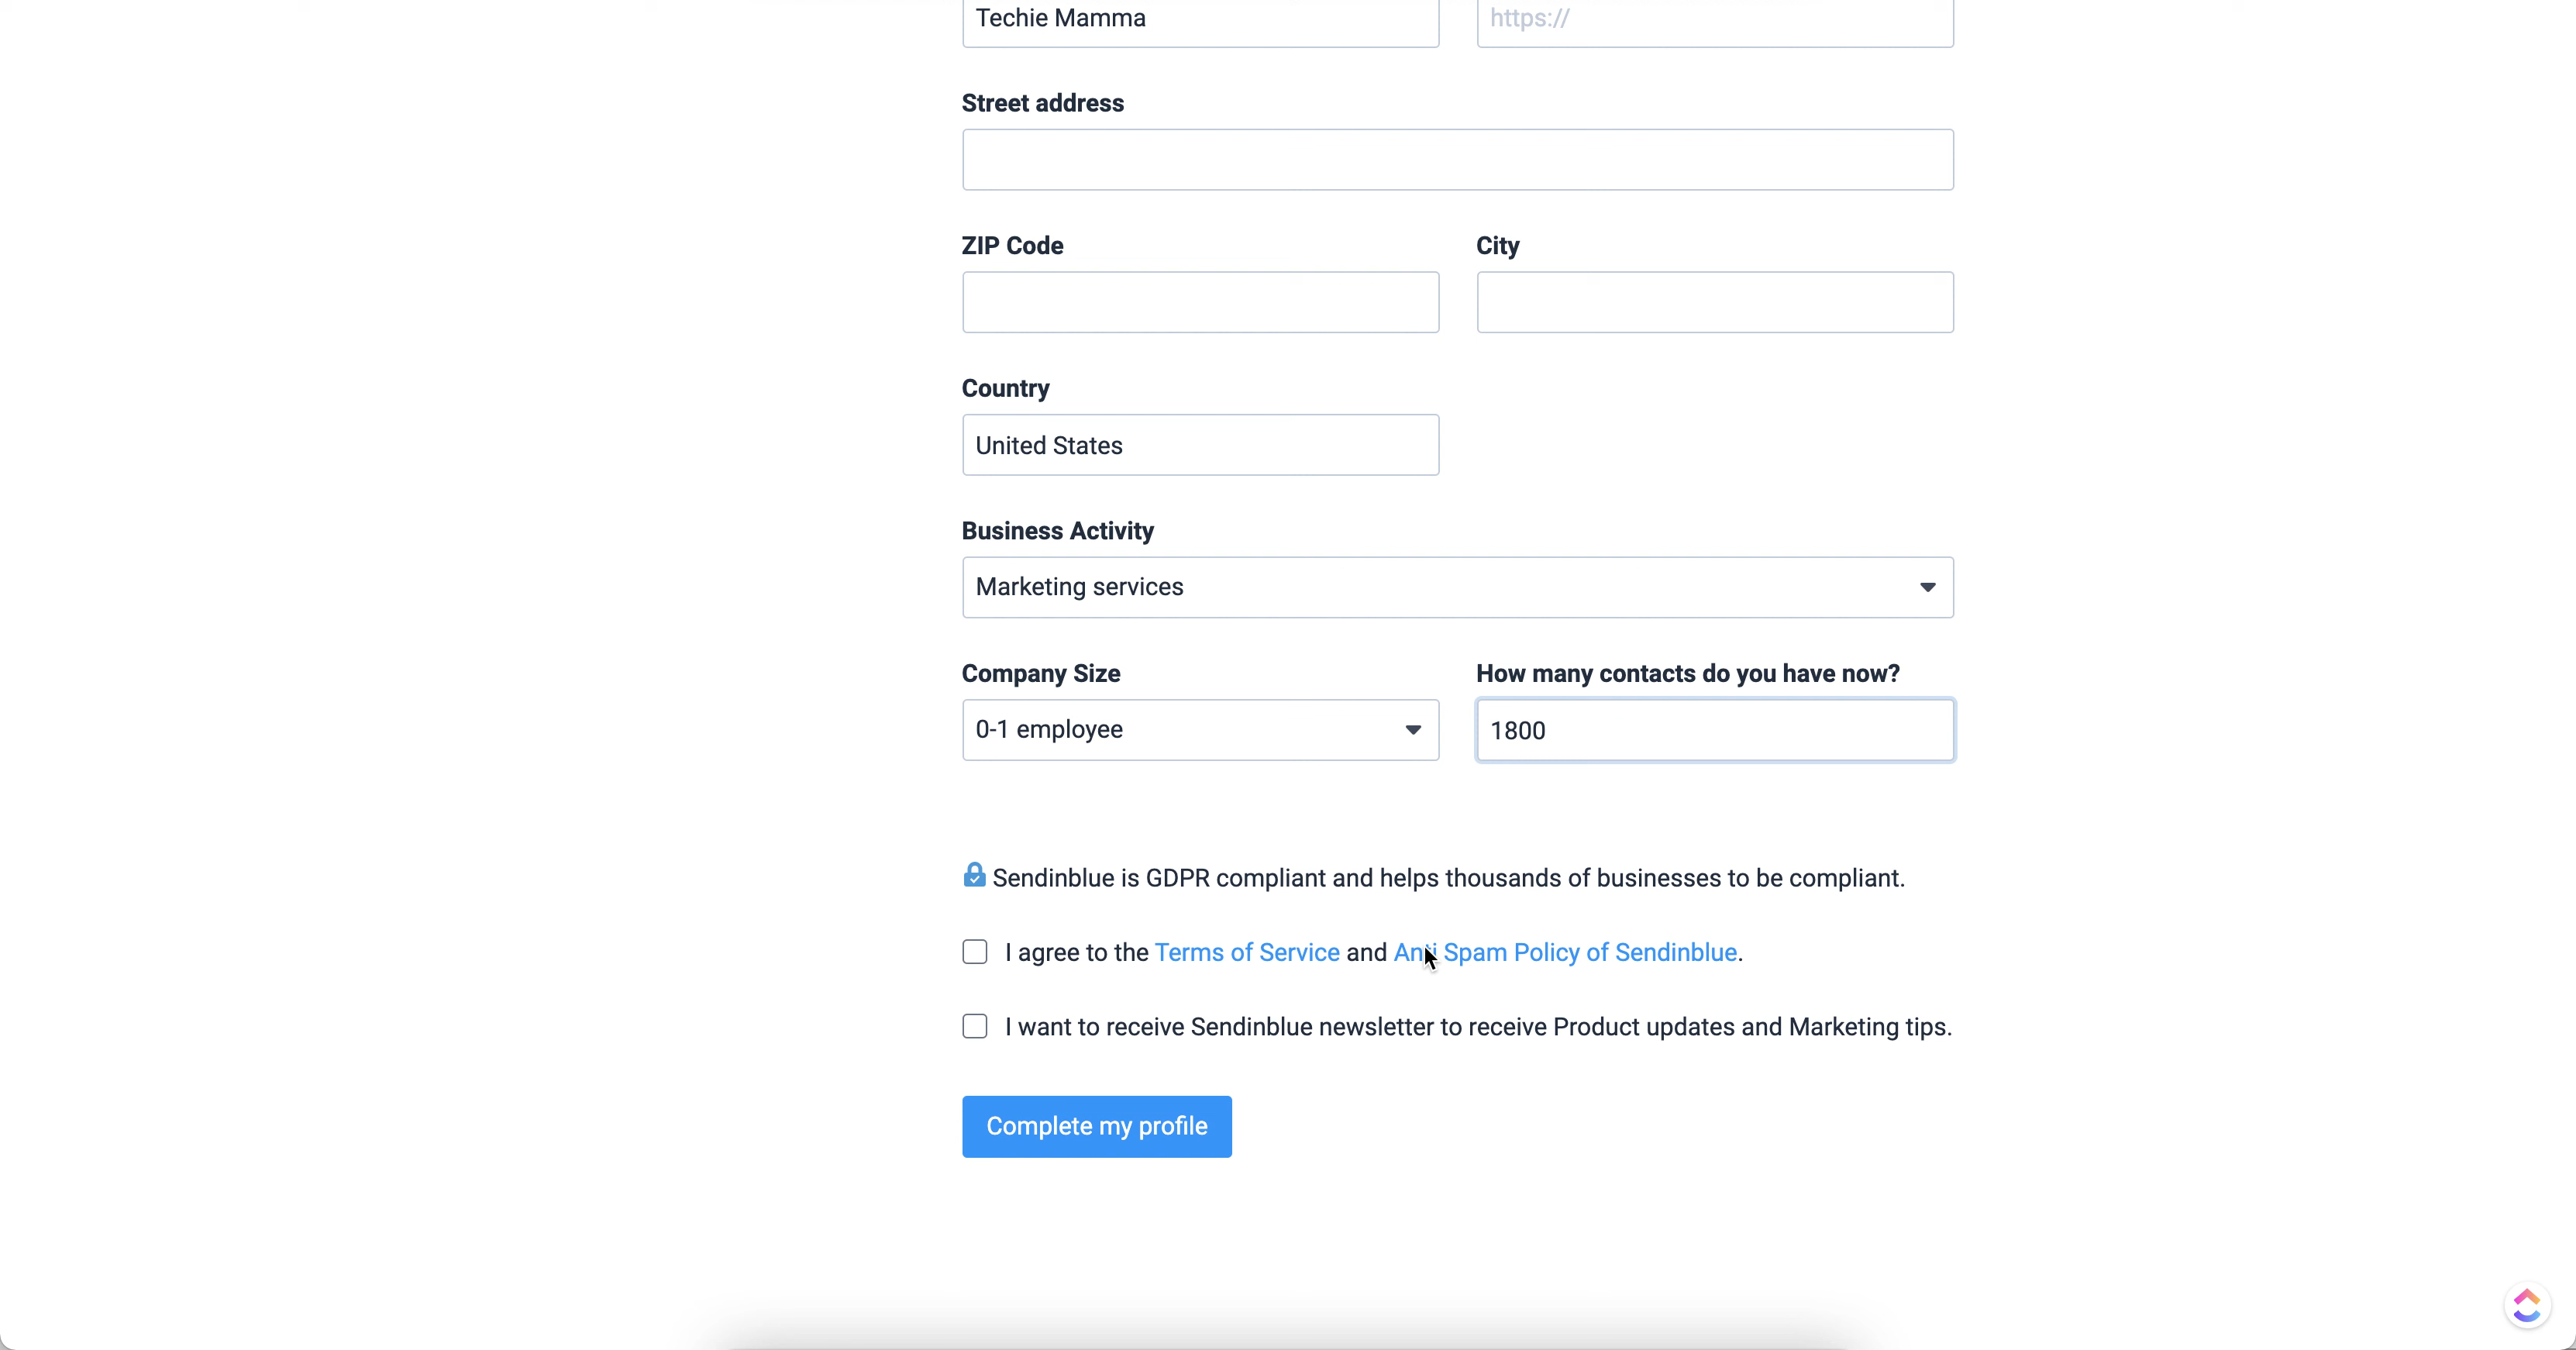 Techie Mamma https://
Street address
ZIP Code City
Country
United States
Business Activity
Marketing services
Company Size How many contacts do you have now?
0-1 employee 1800
Sendinblue is GDPR compliant and helps thousands of businesses to be compliant.
I agree to the Terms of Service and Anti Spam Policy of Sendinblue.
I want to receive Sendinblue newsletter to receive Product updates and Marketing tips.
Complete my profile